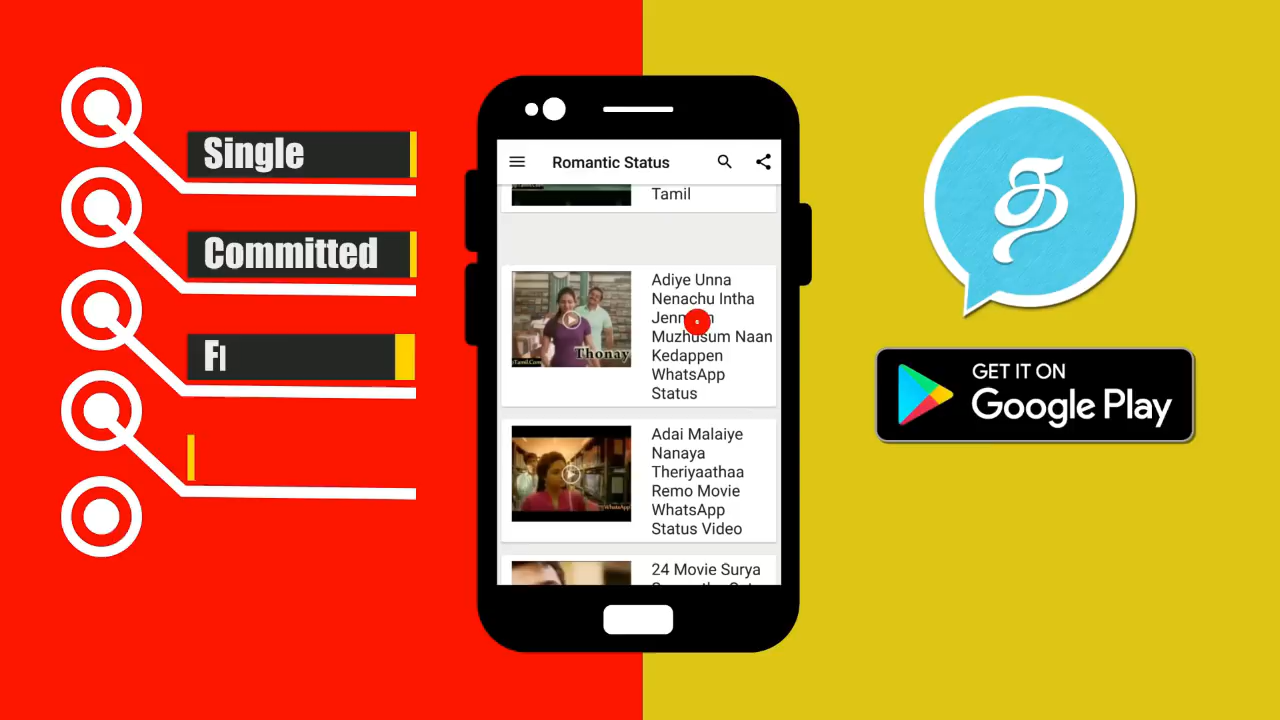 Single
Committed
Romantic Status
Tamil
Adiye Unna
Nenachu Intha
Muzhusum Naan
Kedappen
WhatsApp
Status
Thonay
Adai Malaiye
Nanaya
Theriyaathaa
Remo Movie
WhatsApp
Status Video
WhatsApp
24 Movie Surya
த
GET IT ON
Google Play